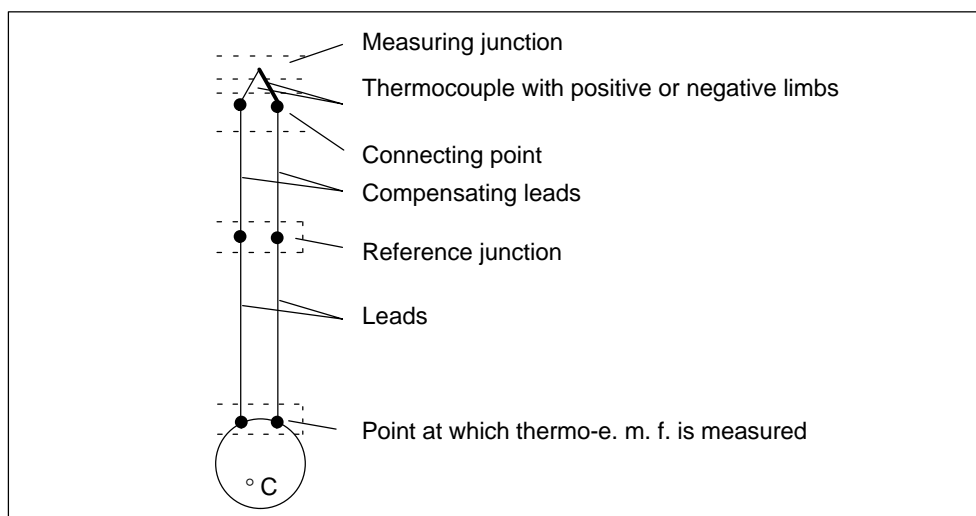 Measuring junction
Thermocouple with positive or negative limbs
Connecting point
Compensating leads
Reference junction
Leads
Point at which thermo-e. m. f. is measured
° C